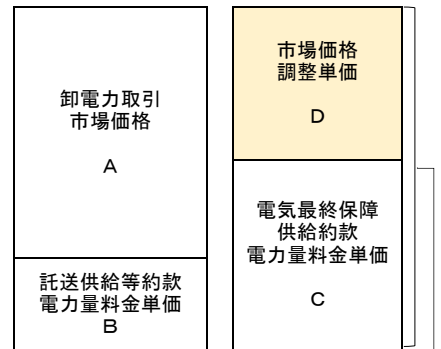 卸電力取引
市場価格
A
託送供給等約款
電力量料金単価
B
市場価格
調整単価
D
電気最終保障
供給約款
電力量料金単価
C